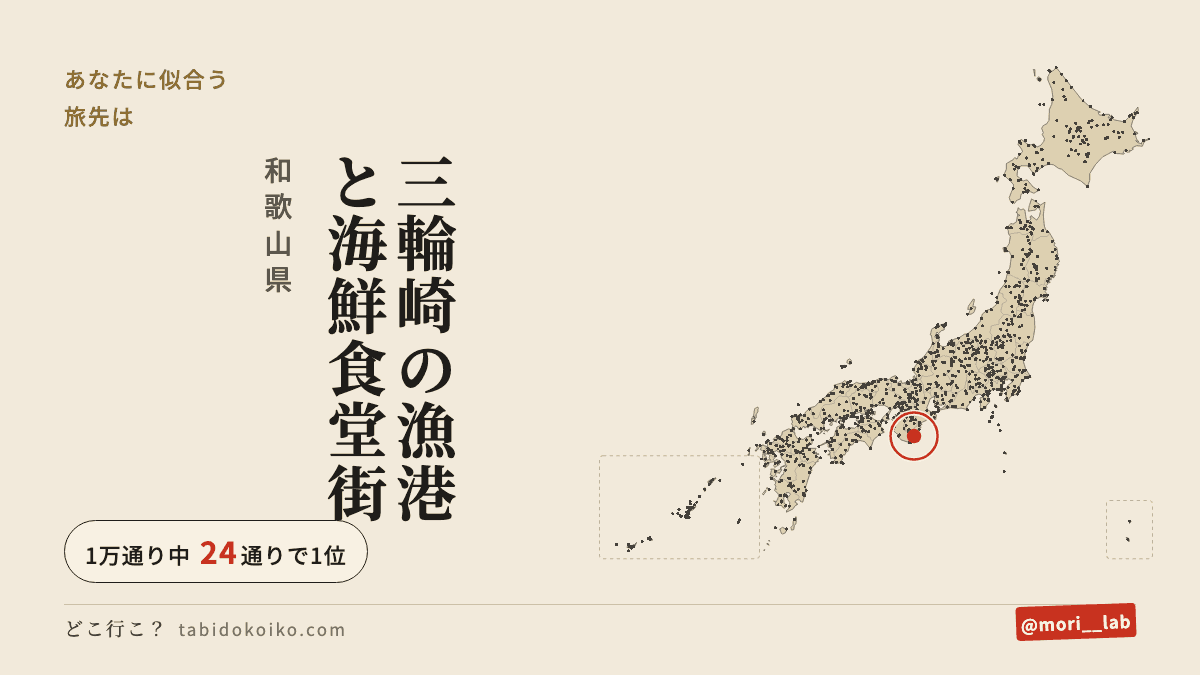 あなたに似合う
旅先は
三輪崎の漁港
と海鮮食堂街
和歌山県
1万通り中 24通りで1位
どこ行こ？ tabidokoiko.com
@mori__lab